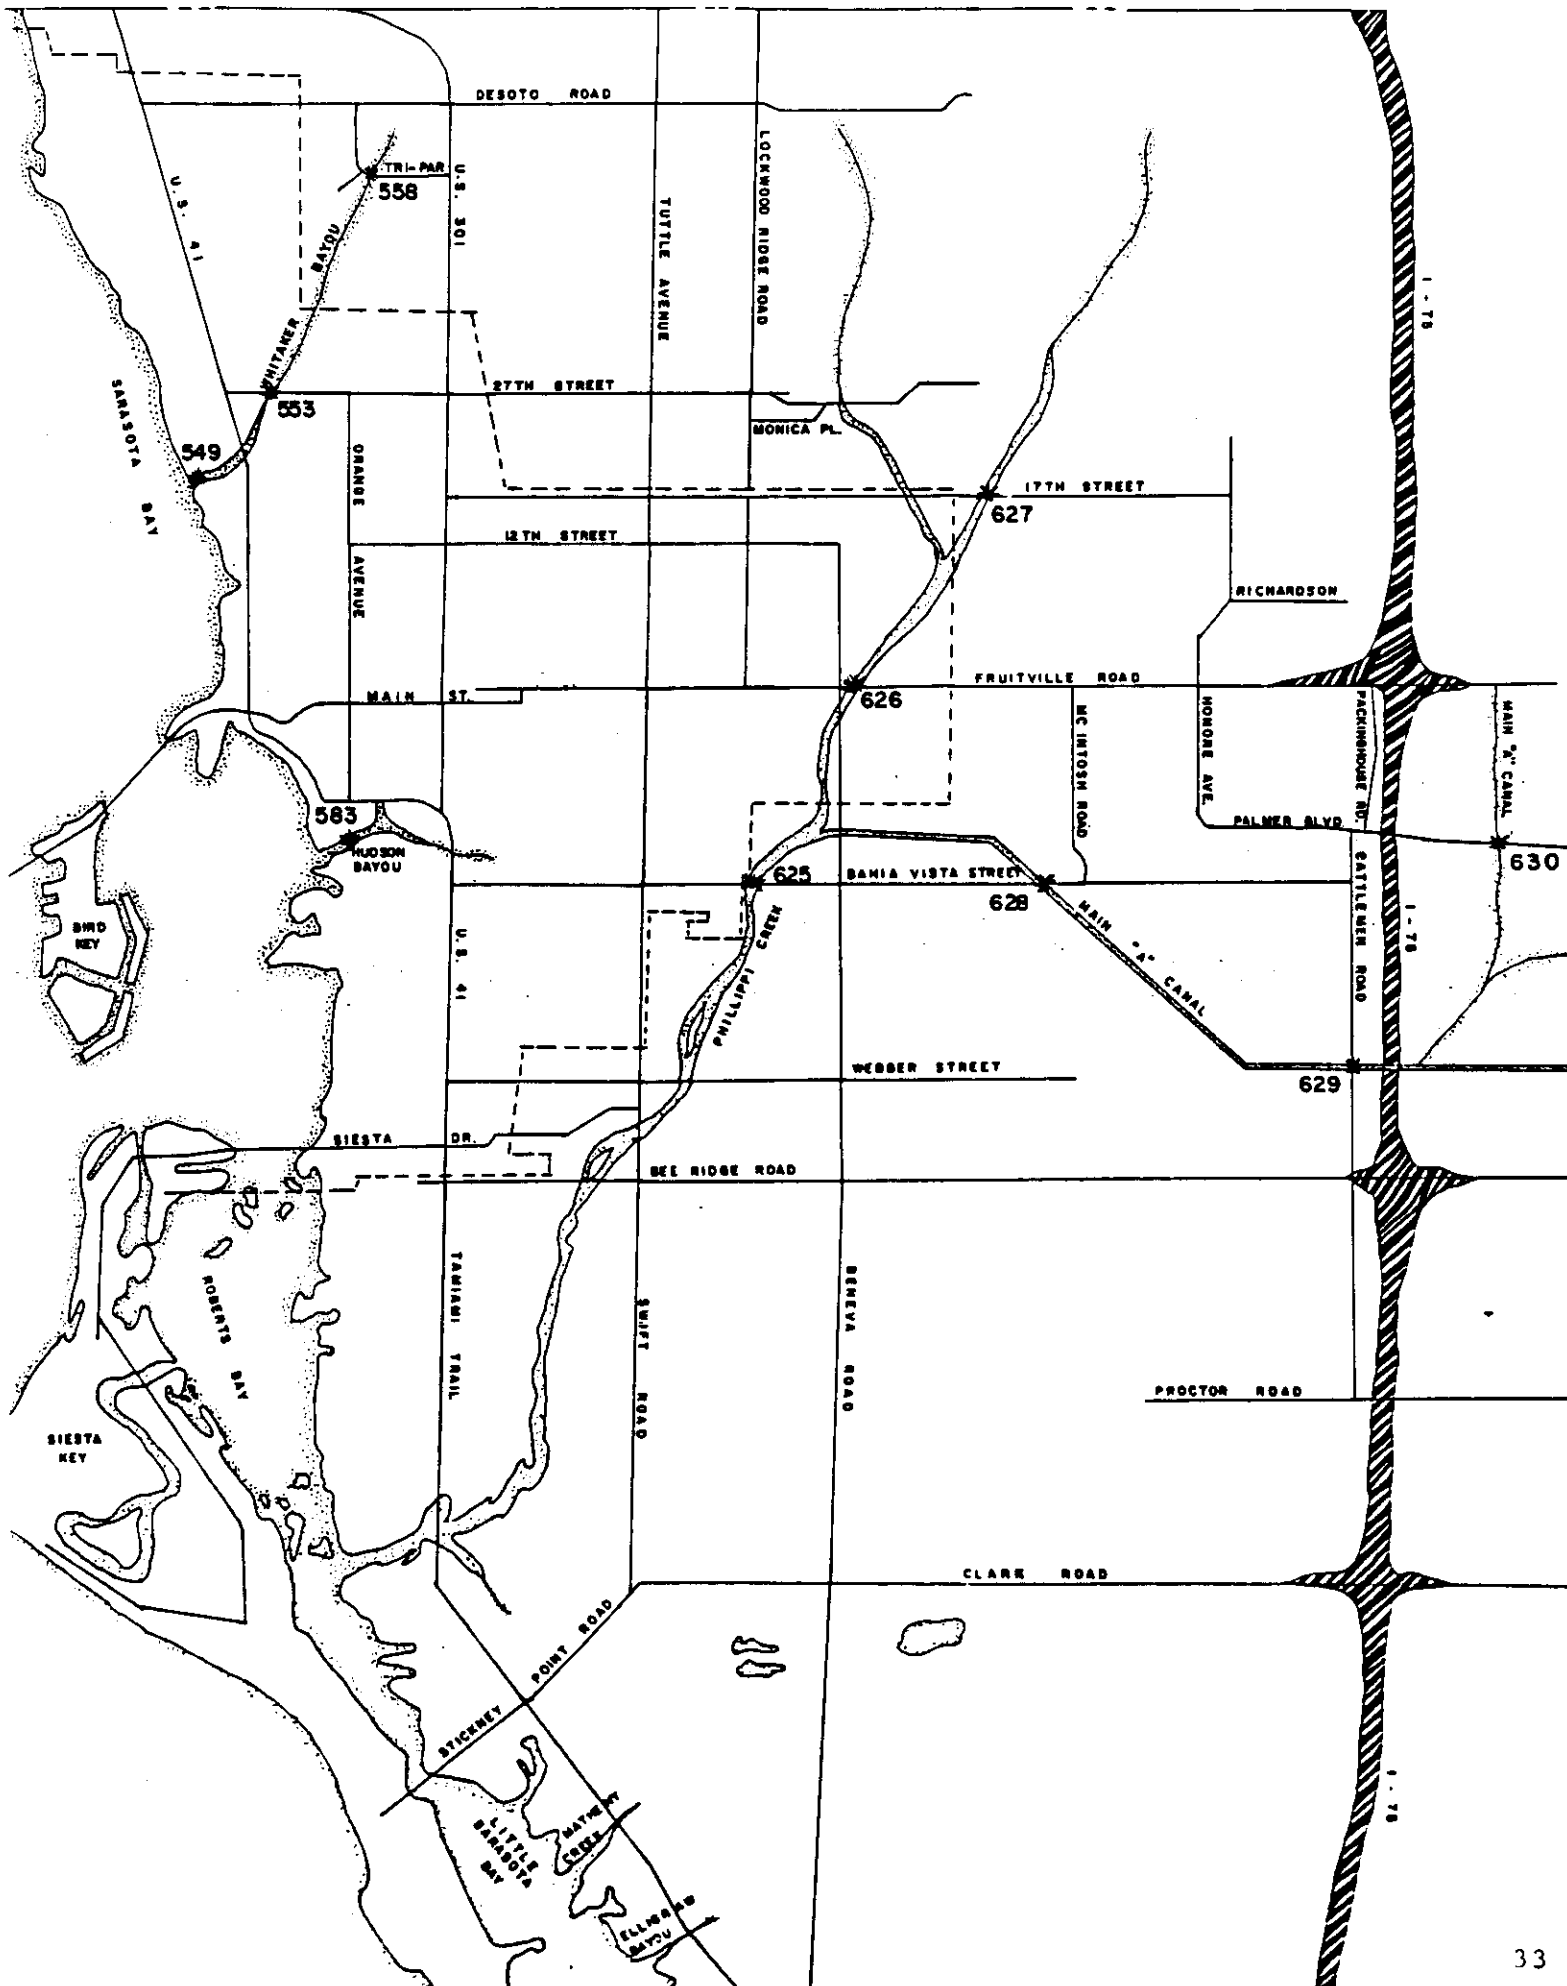 DESOTO ROAD
TRI-PAR
558
U.S. 41
U.S. 301
LOCKWOOD RIDGE ROAD
TUTTLE AVENUE
WHITAKER BAYOU
I-75
SARASOTA BAY
27TH STREET
553
MONICA PL.
549
ORANGE AVENUE
17TH STREET
627
12TH STREET
RICHARDSON
FRUITVILLE ROAD
MAIN ST.
626
MC INTOSH ROAD
HONORE AVE.
PACKINGHOUSE RD.
MAIN "A" CANAL
583
HUDSON
BAYOU
PALMER BLVD
630
625
BAHIA VISTA STREET
628
MAIN "A" CANAL
CATTLEMEN ROAD
I-75
BIRD
KEY
U.S. 41
PHILLIPPI CREEK
WEBBER STREET
629
SIESTA DR.
BEE RIDGE ROAD
ROBERTS BAY
TAMIAMI TRAIL
SWIFT ROAD
BENEVA ROAD
PROCTOR ROAD
SIESTA
KEY
CLARK ROAD
STICKNEY POINT ROAD
I-75
LITTLE
SARASOTA
BAY
MATHENY
CREEK
ELLIGRAW
BAYOU
33